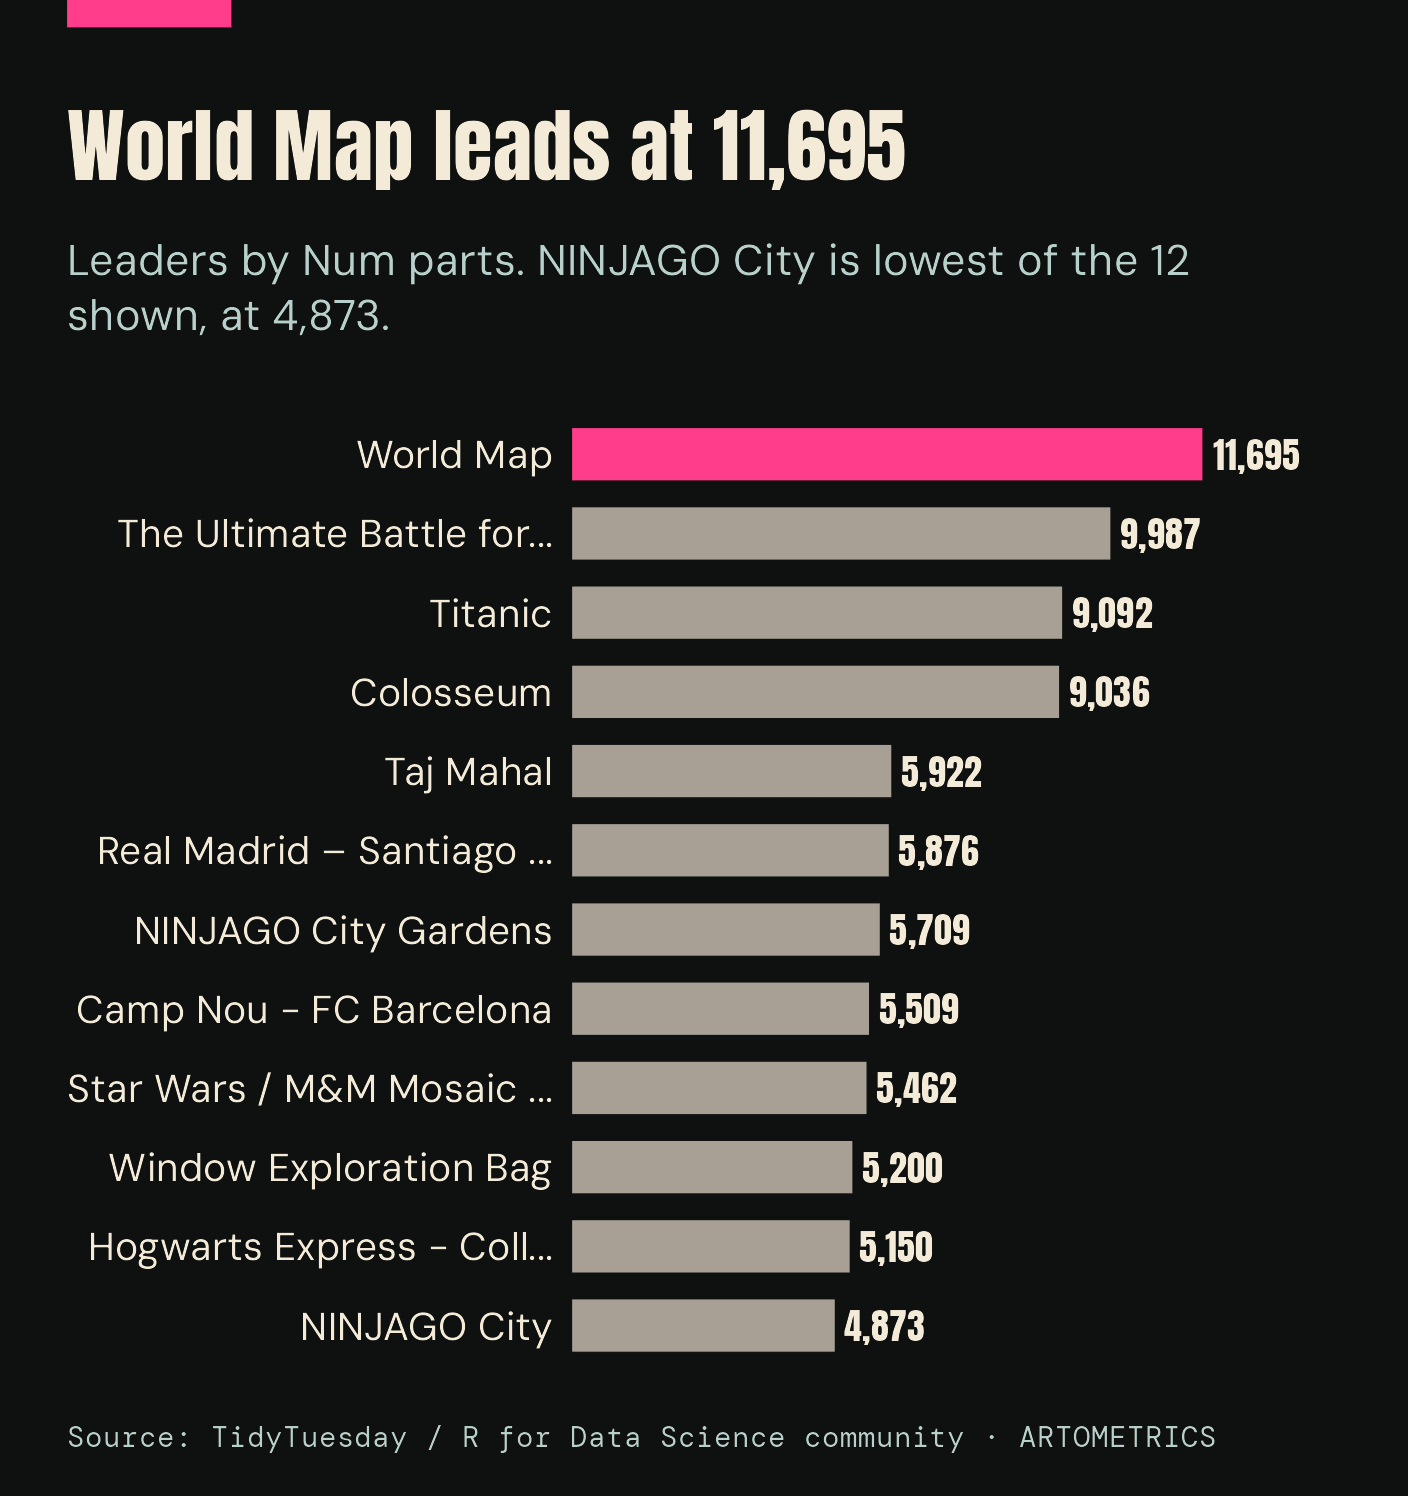 World Map leads at 11,695
Leaders by Num parts. NINJAGO City is lowest of the 12
shown, at 4,873.
World Map 11,695
The Ultimate Battle for... 9,987
Titanic 9,092
Colosseum 9,036
Taj Mahal 5,922
Real Madrid – Santiago ... 5,876
NINJAGO City Gardens 5,709
Camp Nou - FC Barcelona 5,509
Star Wars / M&M Mosaic ... 5,462
Window Exploration Bag 5,200
Hogwarts Express - Coll... 5,150
NINJAGO City 4,873
Source: TidyTuesday / R for Data Science community · ARTOMETRICS